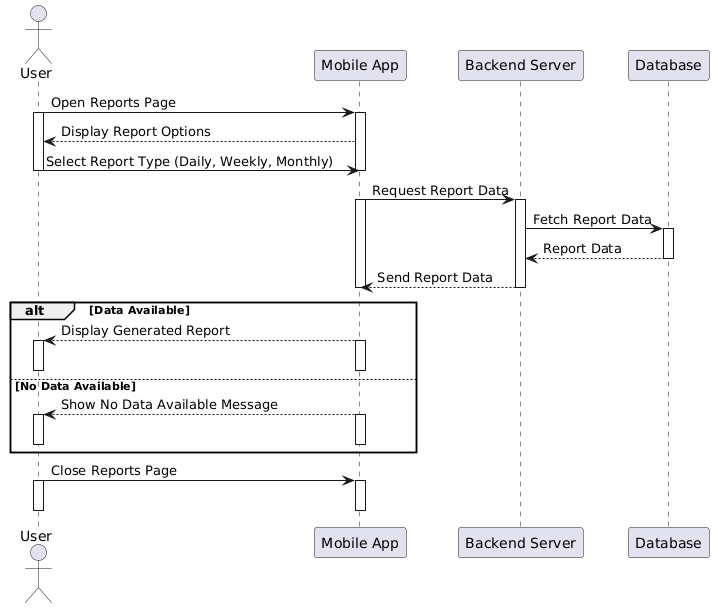 User
Mobile App
Backend Server
Database
Open Reports Page
Display Report Options
Select Report Type (Daily, Weekly, Monthly)
Request Report Data
Fetch Report Data
Report Data
Send Report Data
alt [Data Available]
Display Generated Report
[No Data Available]
Show No Data Available Message
Close Reports Page
User
Mobile App
Backend Server
Database